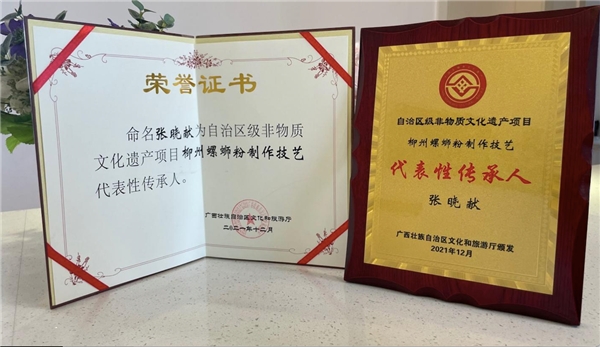 荣誉证书
命名张晓献为自治区级非物质
文化遗产项目柳州螺蛳粉制作技艺
代表性传承人。
广西壮族自治区文化和旅游厅
二〇二一年十二月
自治区级非物质文化遗产项目
柳州螺蛳粉制作技艺
代表性传承人
张晓献
广西壮族自治区文化和旅游厅颁发
2021年12月